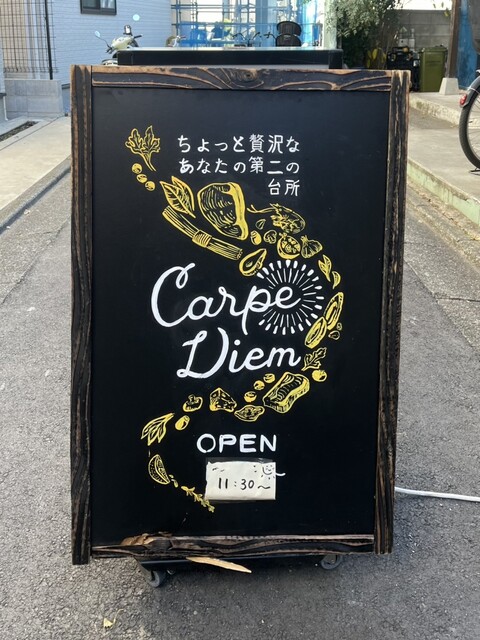 ちょっと贅沢な
あなたの第二の
台所
Carpe
Diem
OPEN
11:30〜